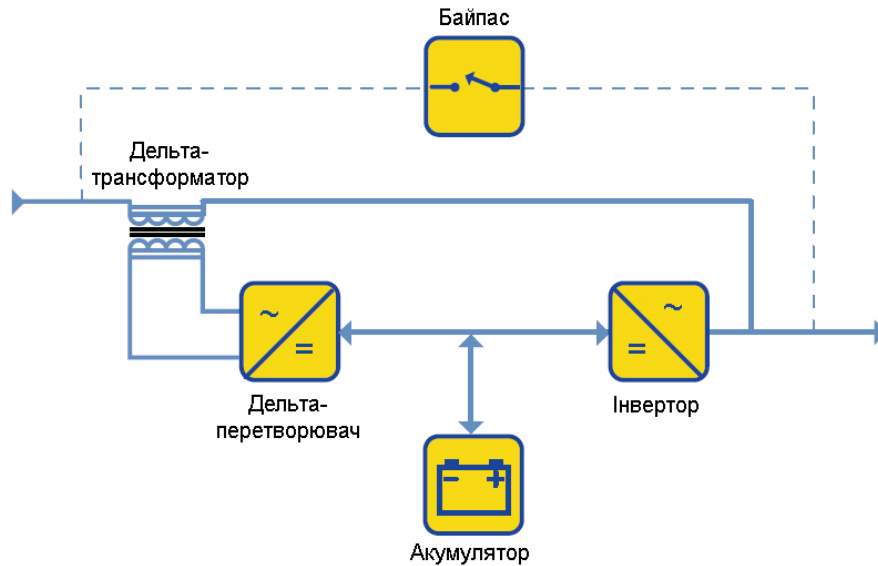 Байпас
Дельта-
трансформатор
~
=
~
=
Дельта-
перетворювач
Інвертор
- +
Акумулятор